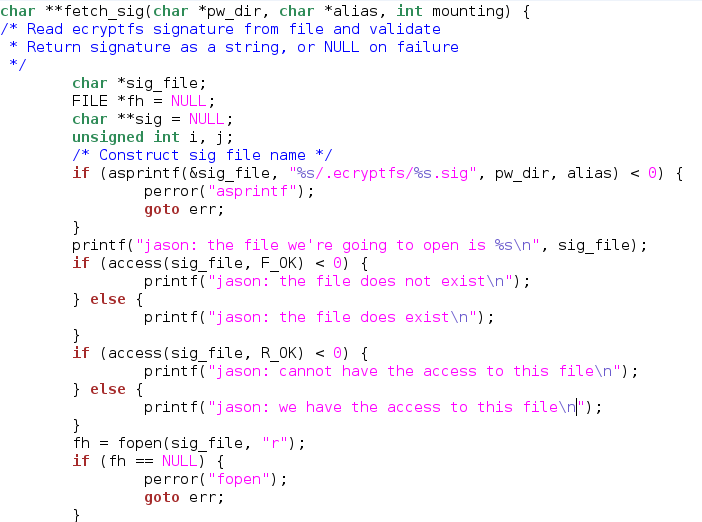 char **fetch_sig(char *pw_dir, char *alias, int mounting) {
/* Read ecryptfs signature from file and validate
 * Return signature as a string, or NULL on failure
 */
        char *sig_file;
        FILE *fh = NULL;
        char **sig = NULL;
        unsigned int i, j;
        /* Construct sig file name */
        if (asprintf(&sig_file, "%s/.ecryptfs/%s.sig", pw_dir, alias) < 0) {
                perror("asprintf");
                goto err;
        }
        printf("jason: the file we're going to open is %s\n", sig_file);
        if (access(sig_file, F_OK) < 0) {
                printf("jason: the file does not exist\n");
        } else {
                printf("jason: the file does exist\n");
        }
        if (access(sig_file, R_OK) < 0) {
                printf("jason: cannot have the access to this file\n");
        } else {
                printf("jason: we have the access to this file\n");
        }
        fh = fopen(sig_file, "r");
        if (fh == NULL) {
                perror("fopen");
                goto err;
        }